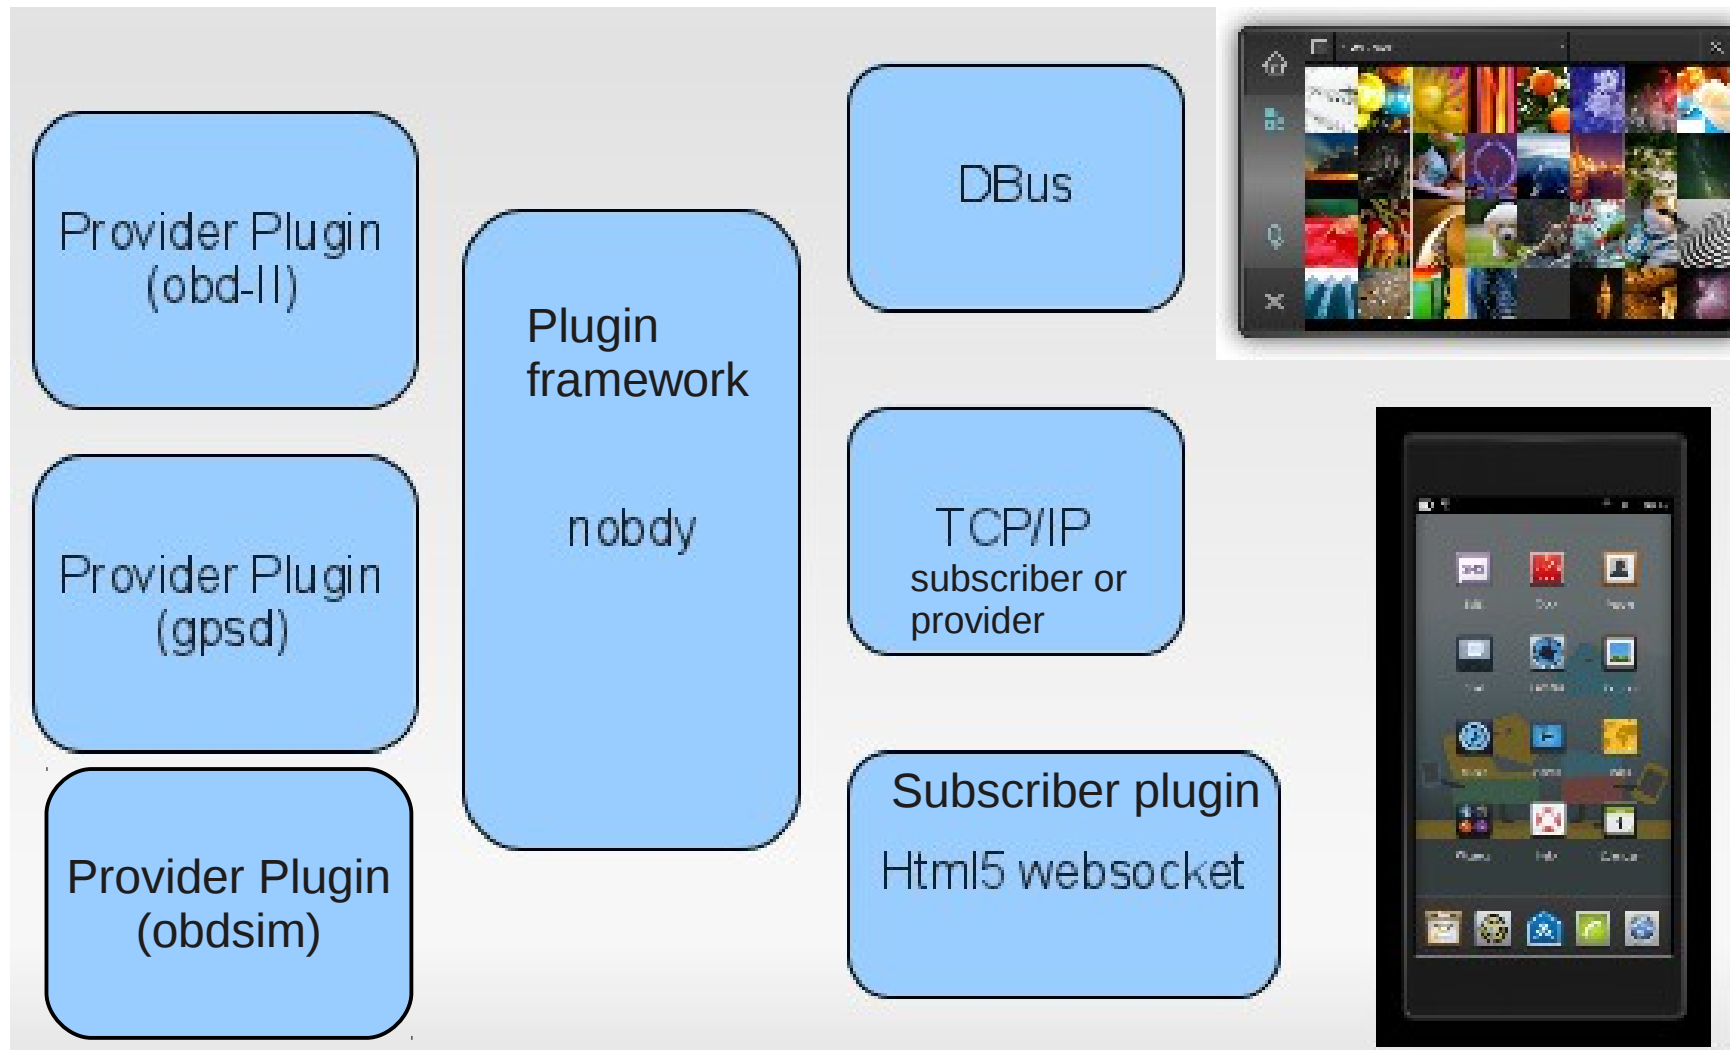 Provider Plugin
(obd-II)
Provider Plugin
(gpsd)
Provider Plugin
(obdsim)
Plugin
framework
nobdy
DBus
TCP/IP
subscriber or
provider
Subscriber plugin
Html5 websocket